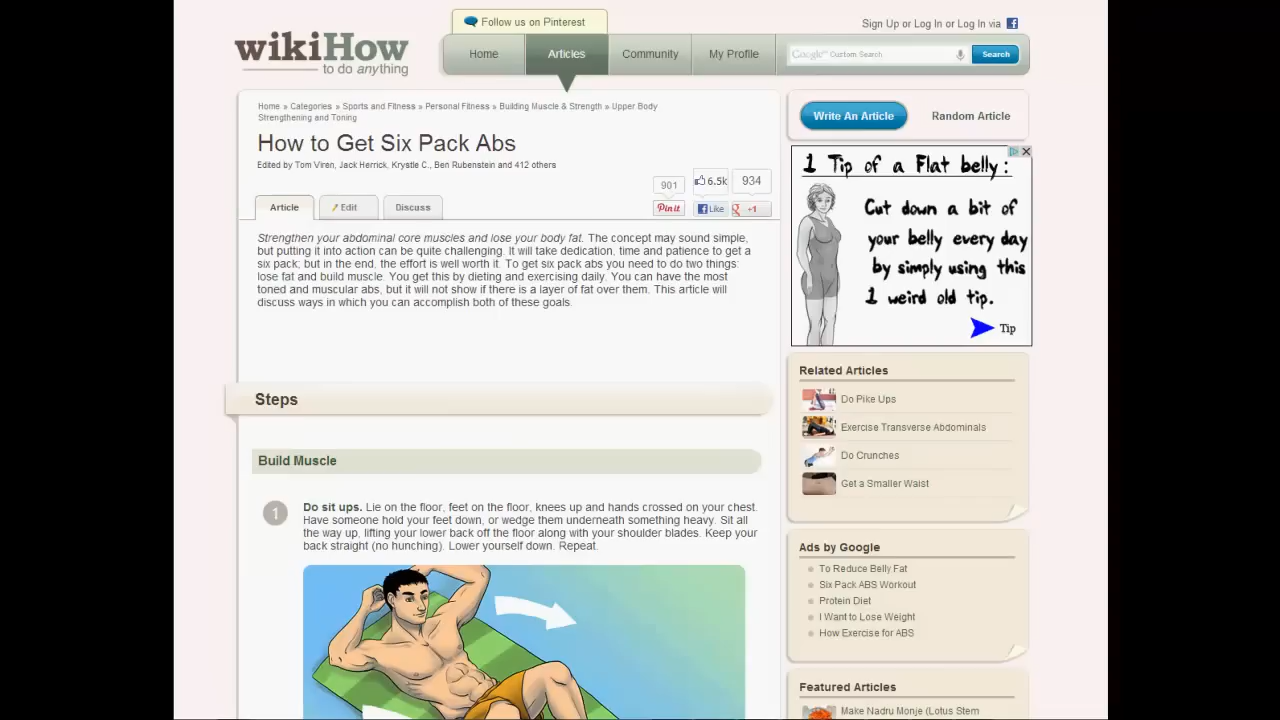 Follow us on Pinterest
Sign Up or Log In or Log In via
wikiHow
to do anything
Home
Articles
Community
My Profile
Google™ Custom Search
Search
Home » Categories » Sports and Fitness » Personal Fitness » Building Muscle & Strength » Upper Body
Strengthening and Toning
How to Get Six Pack Abs
Edited by Tom Viren, Jack Herrick, Krystle C., Ben Rubenstein and 412 others
901
6.5k
934
Pin it
Like
+1
Article
Edit
Discuss
Strengthen your abdominal core muscles and lose your body fat. The concept may sound simple,
but putting it into action can be quite challenging. It will take dedication, time and patience to get a
six pack; but in the end, the effort is well worth it. To get six pack abs you need to do two things:
lose fat and build muscle. You get this by dieting and exercising daily. You can have the most
toned and muscular abs, but it will not show if there is a layer of fat over them. This article will
discuss ways in which you can accomplish both of these goals.
Steps
Build Muscle
1
Do sit ups. Lie on the floor, feet on the floor, knees up and hands crossed on your chest.
Have someone hold your feet down, or wedge them underneath something heavy. Sit all
the way up, lifting your lower back off the floor along with your shoulder blades. Keep your
back straight (no hunching). Lower yourself down. Repeat.
Write An Article
Random Article
1 Tip of a Flat belly:
Cut down a bit of
your belly every day
by simply using this
1 weird old tip.
Tip
Related Articles
Do Pike Ups
Exercise Transverse Abdominals
Do Crunches
Get a Smaller Waist
Ads by Google
To Reduce Belly Fat
Six Pack ABS Workout
Protein Diet
I Want to Lose Weight
How Exercise for ABS
Featured Articles
Make Nadru Monje (Lotus Stem